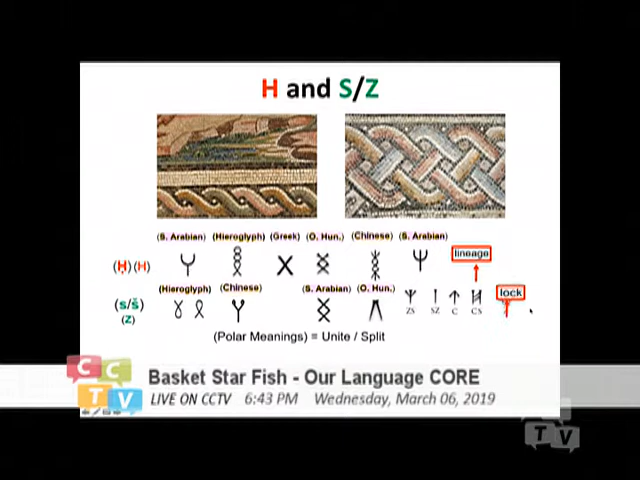 H and S/Z
(S. Arabian) (Hieroglyph) (Greek) (O. Hun.) (Chinese) (S. Arabian)
(Ḥ) (H) lineage
(Hieroglyph) (Chinese) (S. Arabian) (O. Hun.) lock
(s/š)
(Z) ZS SZ C CS
(Polar Meanings) = Unite / Split
Basket Star Fish - Our Language CORE
LIVE ON CCTV 6:43 PM Wednesday, March 06, 2019
CCTV
TV